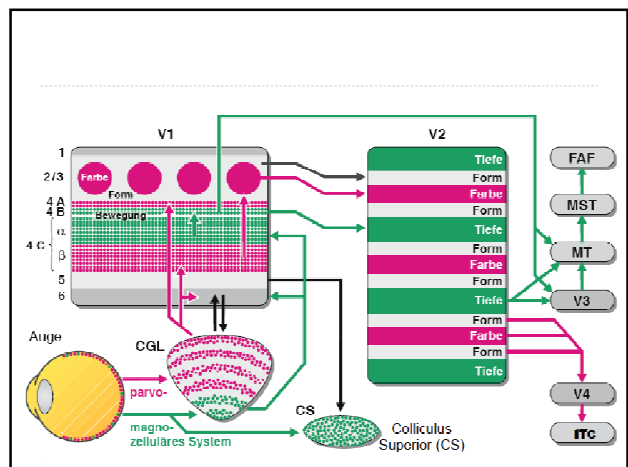 V1
V2
1
2/3
4 A
4 B
4 C
α
β
5
6
Farbe
Form
Bewegung
Tiefe
Form
Farbe
Form
Tiefe
Form
Farbe
Form
Tiefe
Form
Farbe
Form
Tiefe
FAF
MST
MT
V3
V4
ITC
Auge
CGL
parvo-
magno-
zelluläres System
CS
Colliculus
Superior (CS)